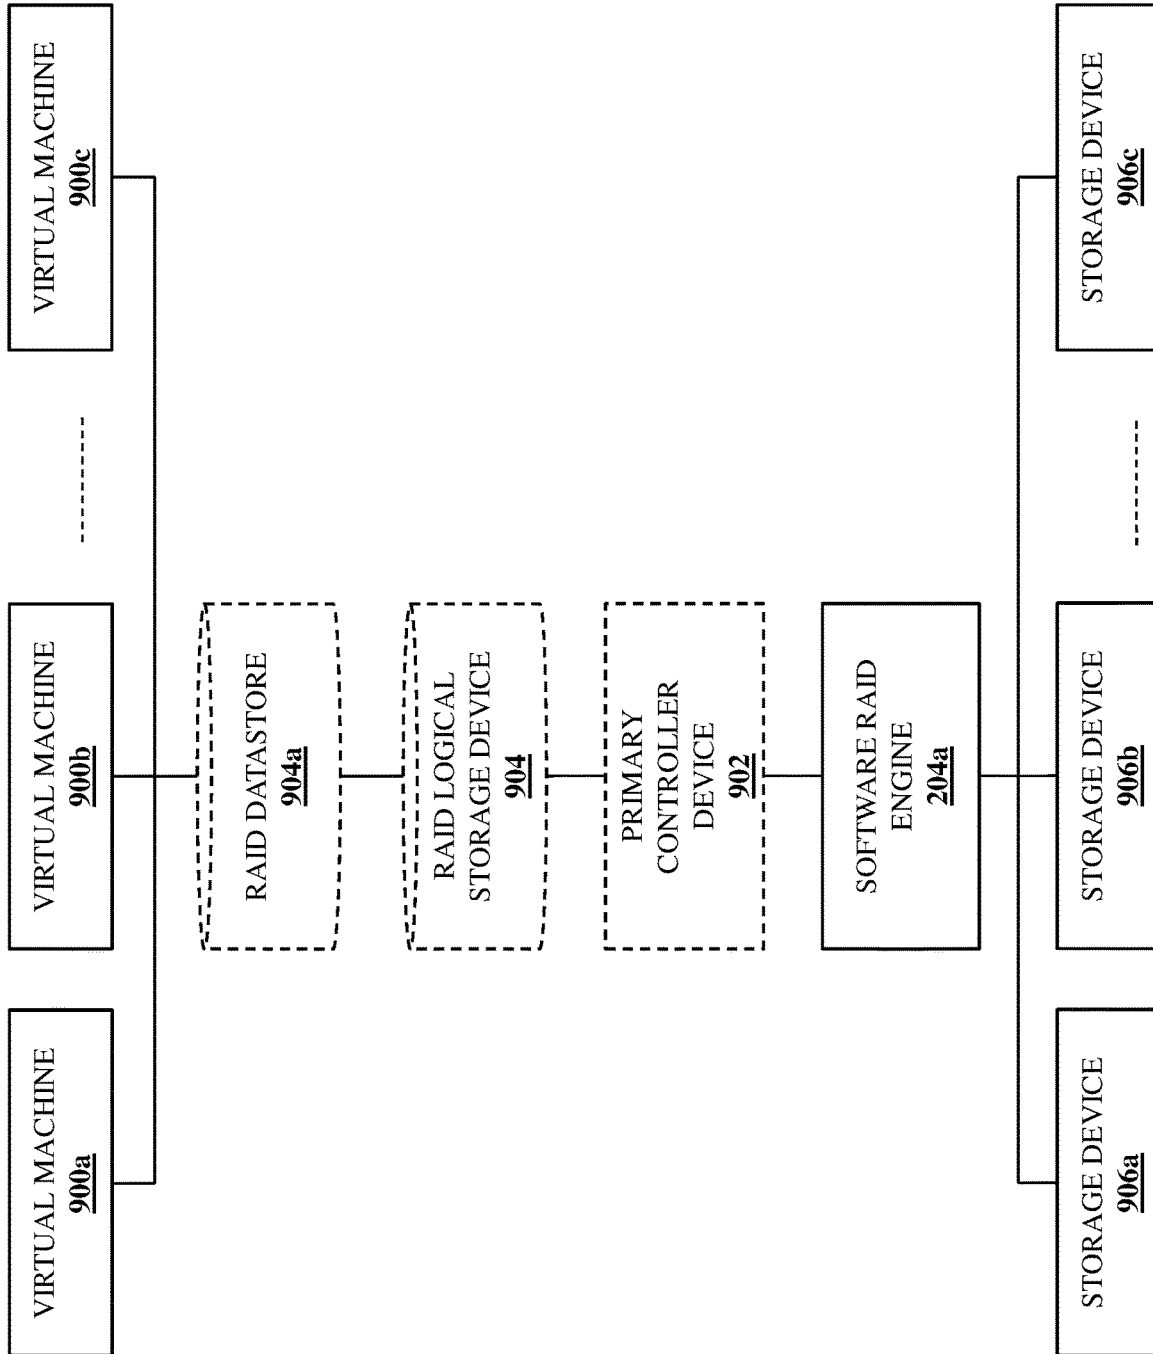 VIRTUAL MACHINE
900a
VIRTUAL MACHINE
900b
VIRTUAL MACHINE
900c
RAID DATASTORE
904a
RAID LOGICAL
STORAGE DEVICE
904
PRIMARY
CONTROLLER
DEVICE
902
SOFTWARE RAID
ENGINE
204a
STORAGE DEVICE
906a
STORAGE DEVICE
906b
STORAGE DEVICE
906c